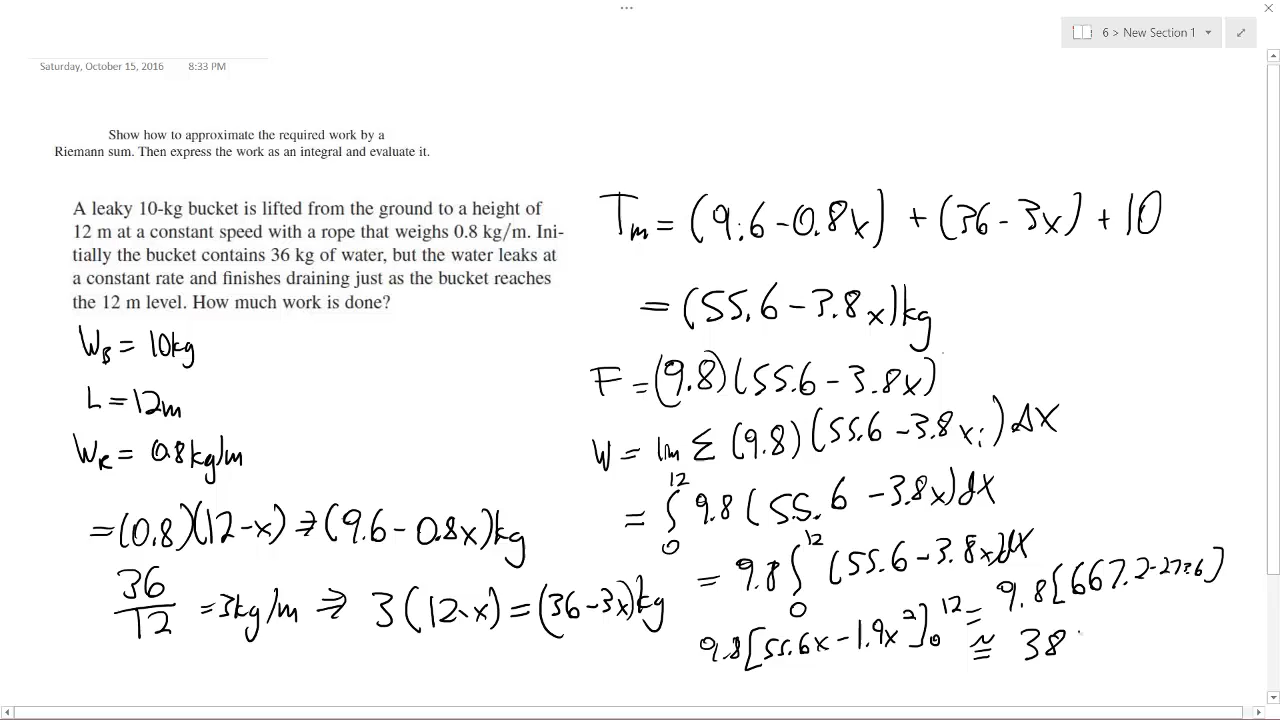 6 > New Section 1
Saturday, October 15, 2016 8:33 PM
Show how to approximate the required work by a
Riemann sum. Then express the work as an integral and evaluate it.
A leaky 10-kg bucket is lifted from the ground to a height of
12 m at a constant speed with a rope that weighs 0.8 kg/m. Ini-
tially the bucket contains 36 kg of water, but the water leaks at
a constant rate and finishes draining just as the bucket reaches
the 12 m level. How much work is done?
W_B = 10kg
L = 12m
W_R = 0.8kg/m
= (0.8)(12-x) ⇒ (9.6 - 0.8x)kg
36/12 = 3kg/m ⇒ 3(12-x) = (36-3x)kg
T_m = (9.6 - 0.8x) + (36 - 3x) + 10
= (55.6 - 3.8x)kg
F = (9.8)(55.6 - 3.8x)
W = lim Σ (9.8)(55.6 - 3.8x_i)ΔX
= ∫_0^12 9.8(55.6 - 3.8x)dx
= 9.8 ∫_0^12 (55.6 - 3.8x)dx
9.8[55.6x - 1.9x²]_0^12 = 9.8[667.2-273.6]
≅ 38